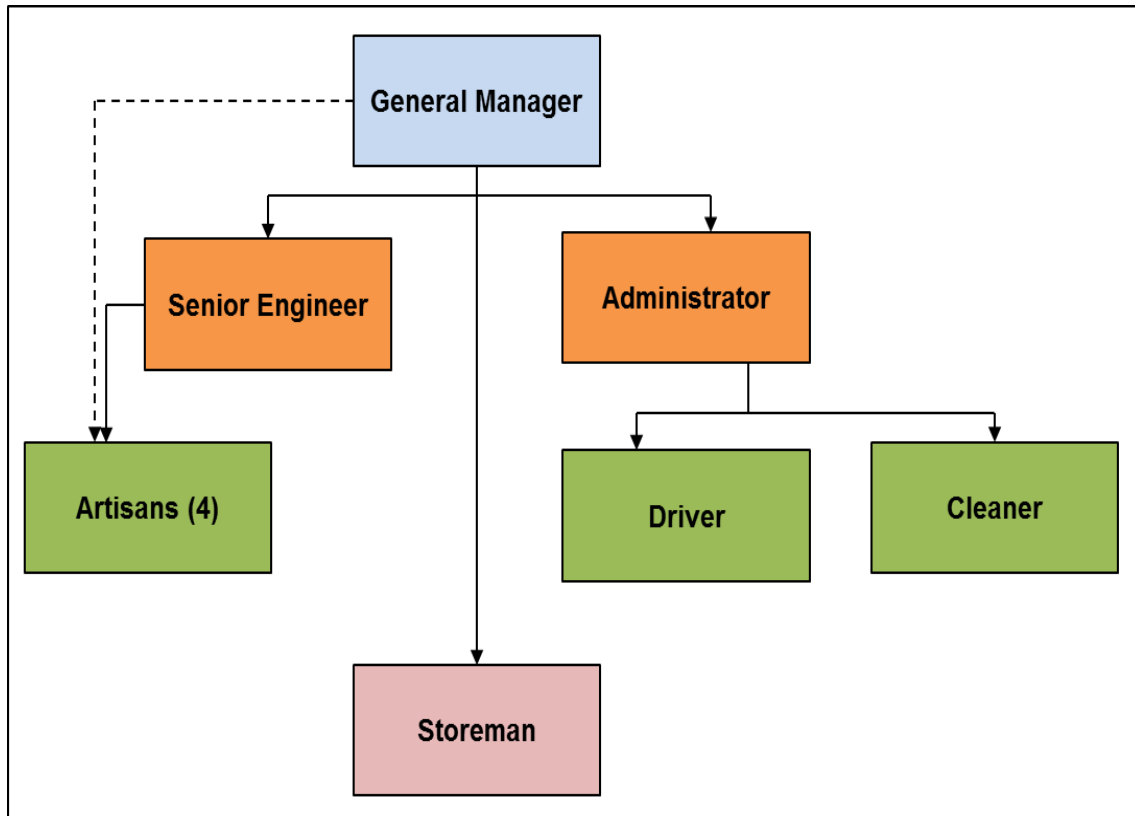 General Manager
Senior Engineer
Administrator
Artisans (4)
Driver
Cleaner
Storeman